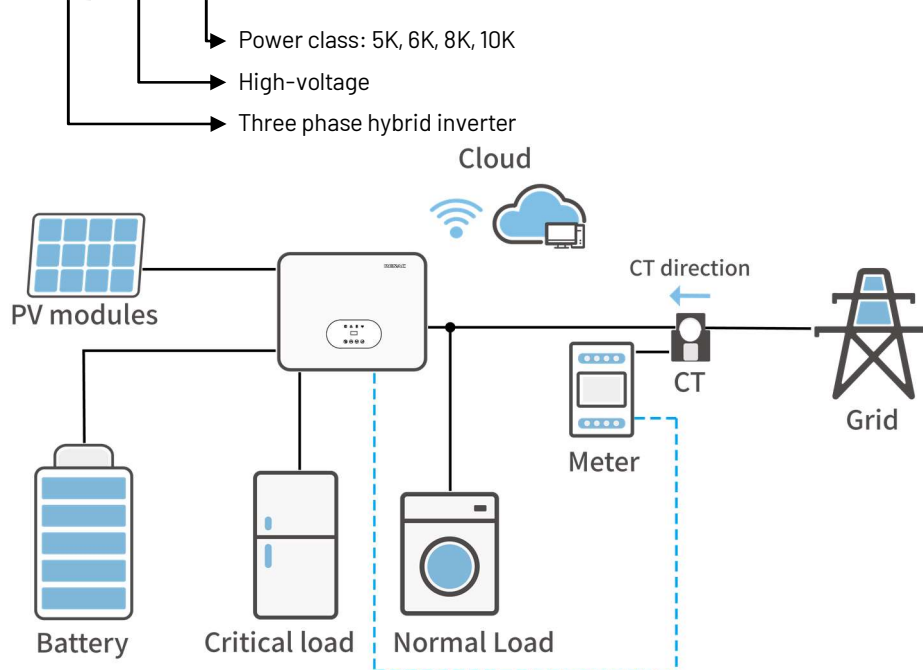 Power class: 5K, 6K, 8K, 10K
High-voltage
Three phase hybrid inverter
Cloud
CT direction
PV modules
CT
Grid
Meter
Battery
Critical load
Normal Load